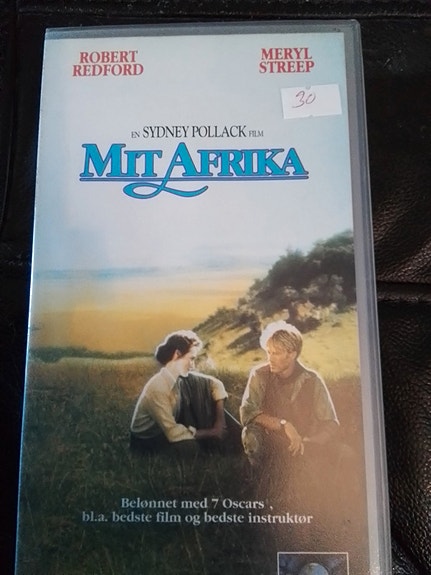 ROBERT
REDFORD
MERYL
STREEP
30
EN SYDNEY POLLACK FILM
MIT AFRIKA
Belønnet med 7 Oscars,
bl.a. bedste film og bedste instruktør